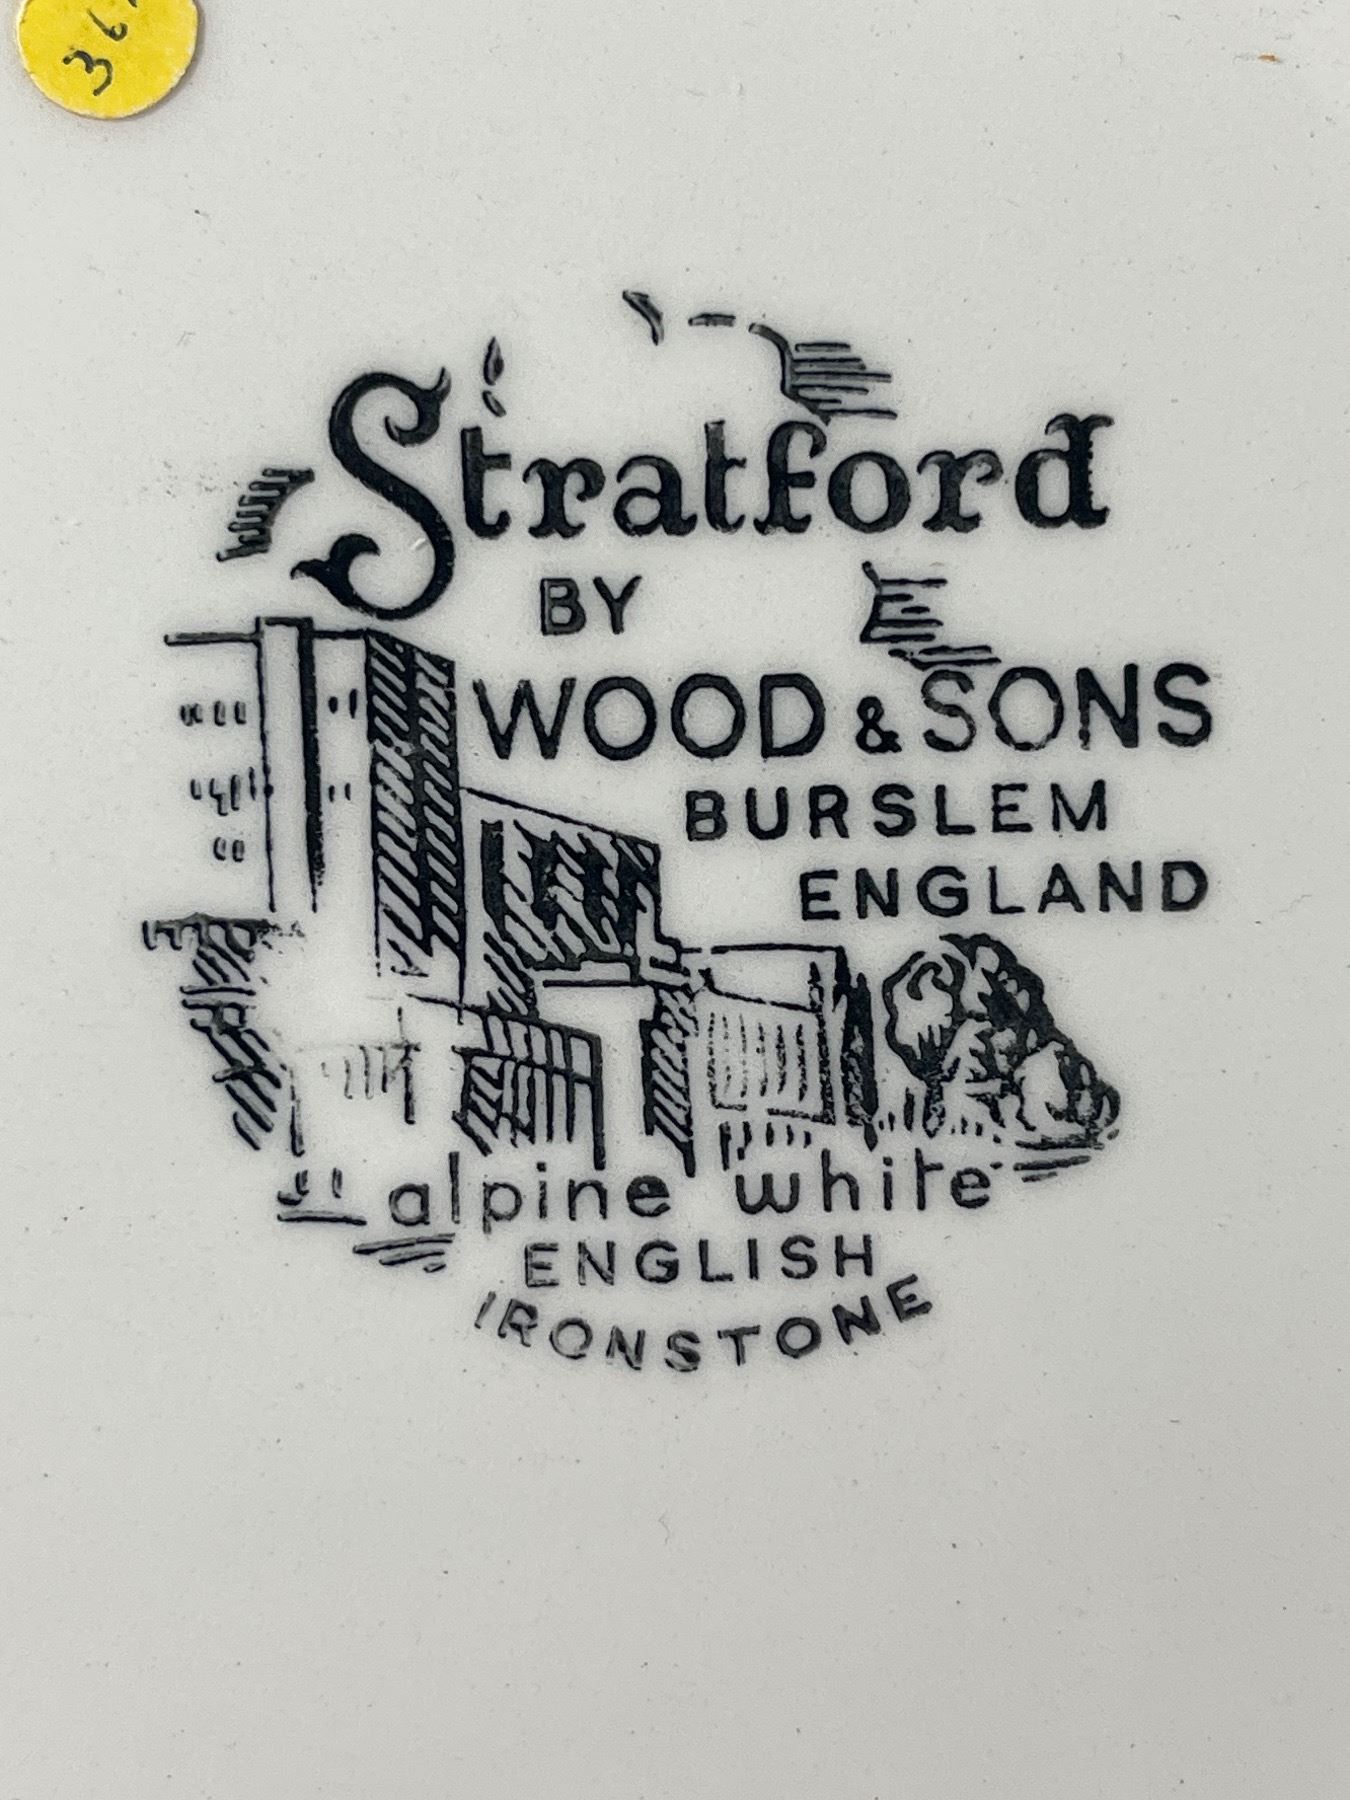 Stratford
BY
WOOD & SONS
BURSLEM
ENGLAND
alpine white
ENGLISH
IRONSTONE